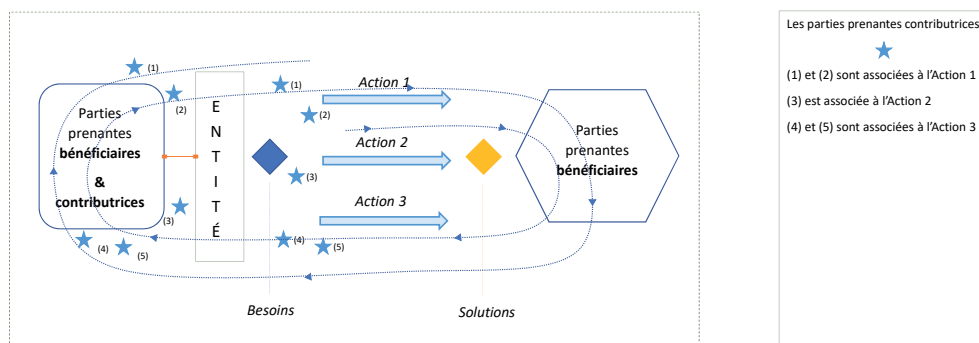 (1)
(2)
Parties
prenantes
bénéficiaires
&
contributrices
(3)
(4)
(5)
E
N
T
I
T
É
(1)
(2)
(3)
(4)
(5)
Action 1
Action 2
Action 3
Besoins
Solutions
Parties
prenantes
bénéficiaires
Les parties prenantes contributrices
(1) et (2) sont associées à l'Action 1
(3) est associée à l'Action 2
(4) et (5) sont associées à l'Action 3